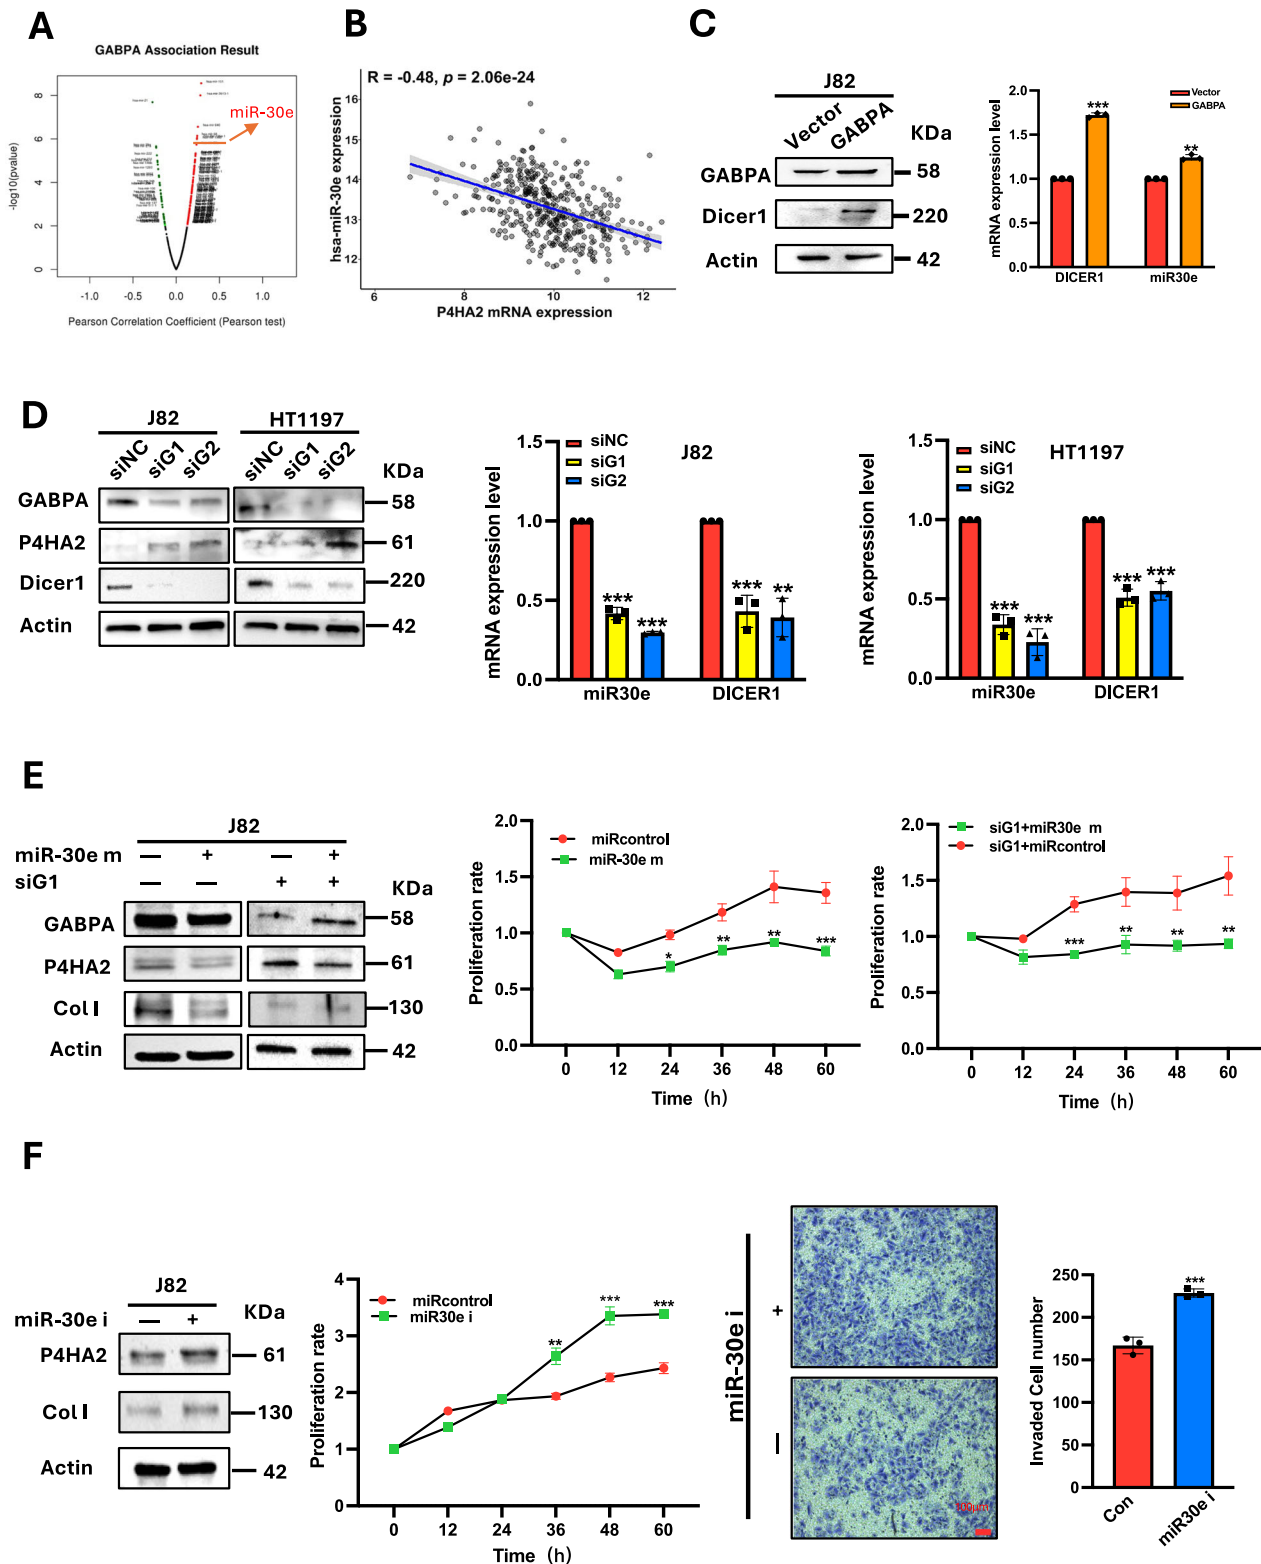 A
GABPA Association Result
-log10(pvalue)
8
6
4
2
0
miR-30e
-1.0 -0.5 0.0 0.5 1.0
Pearson Correlation Coefficient (Pearson test)
B
R = -0.48, p = 2.06e-24
hsa-miR-30e expression
16
15
14
13
12
6 8 10 12
P4HA2 mRNA expression
C
J82
Vector GABPA KDa
GABPA 58
Dicer1 220
Actin 42
mRNA expression level
2.0
1.5
1.0
0.5
0.0
Vector
GABPA
*** **
DICER1 miR30e
D
J82 HT1197
siNC siG1 siG2 siNC siG1 siG2 KDa
GABPA 58
P4HA2 61
Dicer1 220
Actin 42
mRNA expression level
1.5
1.0
0.5
0.0
siNC
siG1
siG2
J82
*** *** *** **
miR30e DICER1
mRNA expression level
1.5
1.0
0.5
0.0
siNC
siG1
siG2
HT1197
*** *** *** ***
miR30e DICER1
E
J82
miR-30e m — + — +
siG1 — — + + KDa
GABPA 58
P4HA2 61
Col I 130
Actin 42
Proliferation rate
2.0
1.5
1.0
0.5
0.0
miRcontrol
miR-30e m
* ** ** ***
0 12 24 36 48 60
Time (h)
Proliferation rate
2.0
1.5
1.0
0.5
0.0
siG1+miR30e m
siG1+miRcontrol
*** ** ** **
0 12 24 36 48 60
Time (h)
F
J82
miR-30e i — + KDa
P4HA2 61
Col I 130
Actin 42
Proliferation rate
4
3
2
1
0
miRcontrol
miR30e i
** *** ***
0 12 24 36 48 60
Time (h)
miR-30e i
+
—
100μm
Invaded Cell number
250
200
150
100
50
0
***
Con miR30e i